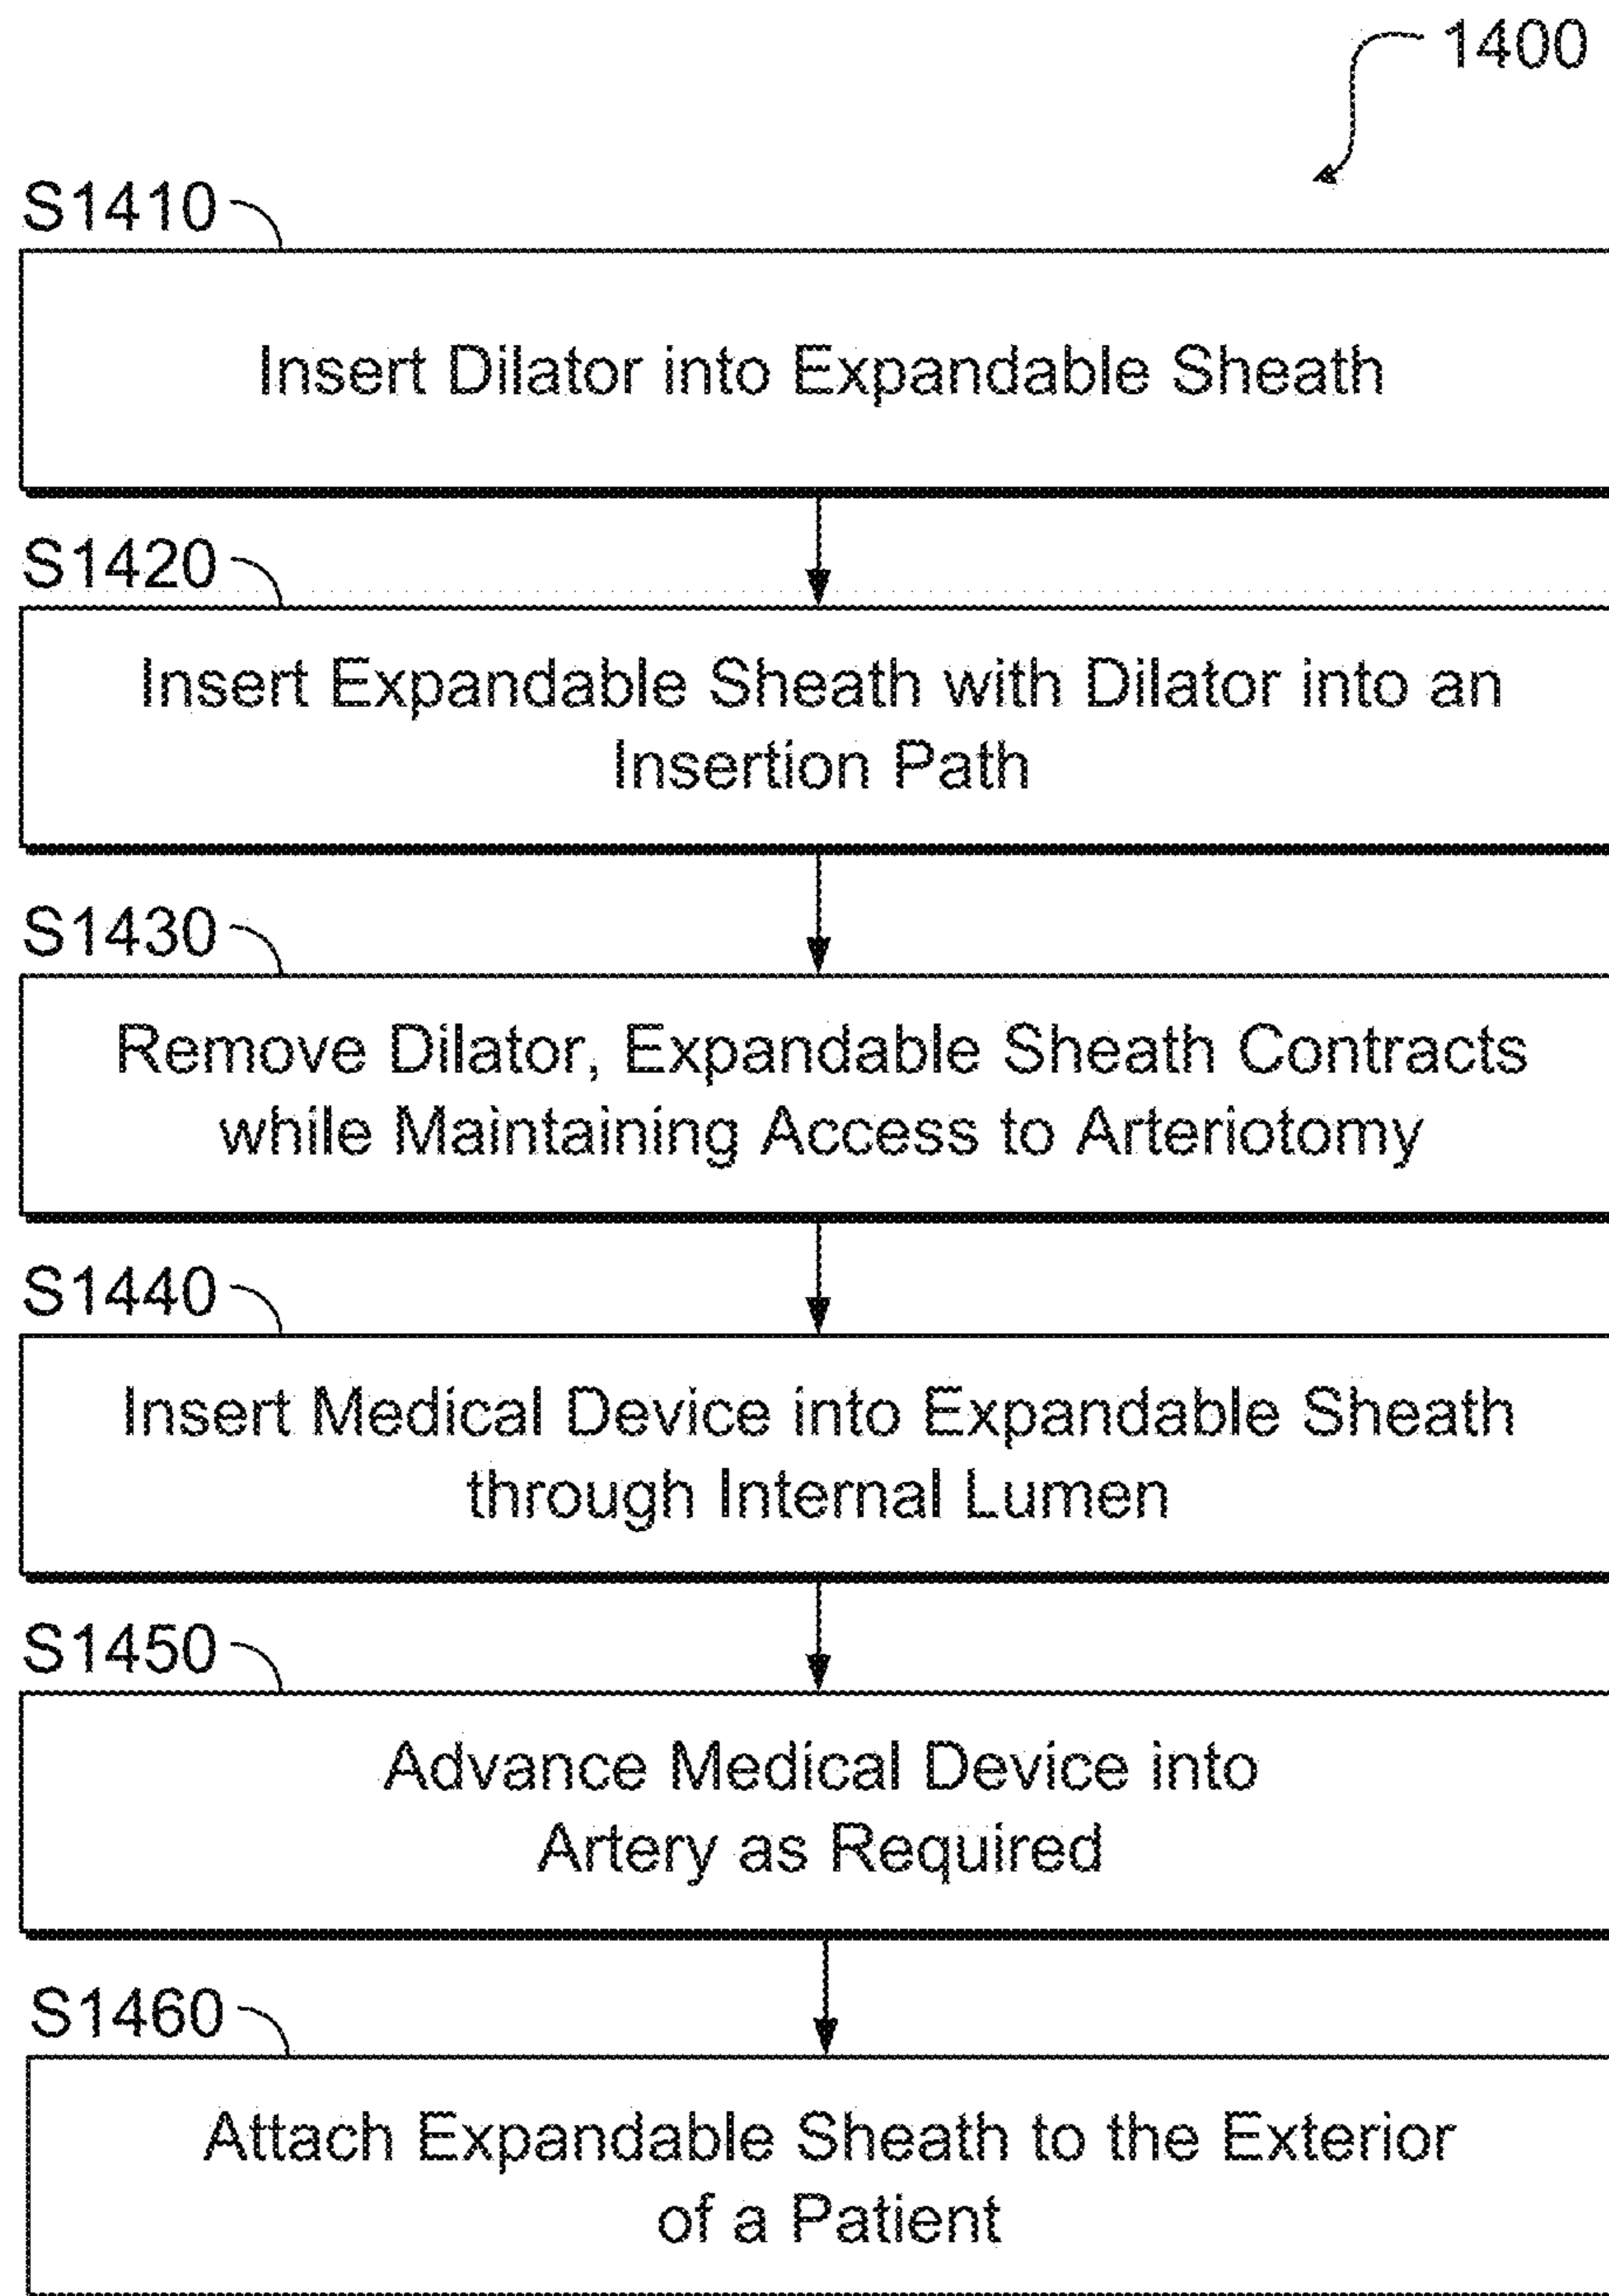 1400
S1410
Insert Dilator into Expandable Sheath
S1420
Insert Expandable Sheath with Dilator into an
Insertion Path
S1430
Remove Dilator, Expandable Sheath Contracts
while Maintaining Access to Arteriotomy
S1440
Insert Medical Device into Expandable Sheath
through Internal Lumen
S1450
Advance Medical Device into
Artery as Required
S1460
Attach Expandable Sheath to the Exterior
of a Patient